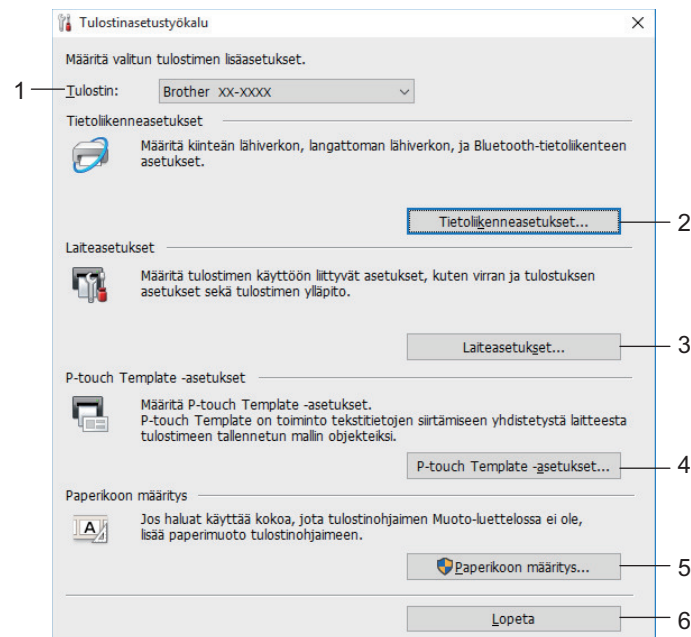 Tulostinasetustyökalu
Määritä valitun tulostimen lisäasetukset.
1
Tulostin:
Brother XX-XXXX
Tietoliikenneasetukset
Määritä kiinteän lähiverkon, langattoman lähiverkon, ja Bluetooth-tietoliikenteen
asetukset.
Tietoliikenneasetukset...
2
Laiteasetukset
Määritä tulostimen käyttöön liittyvät asetukset, kuten virran ja tulostuksen
asetukset sekä tulostimen ylläpito.
Laiteasetukset...
3
P-touch Template -asetukset
Määritä P-touch Template -asetukset.
P-touch Template on toiminto tekstitietojen siirtämiseen yhdistetystä laitteesta
tulostimeen tallennetun mallin objekteiksi.
P-touch Template -asetukset...
4
Paperikoon määritys
Jos haluat käyttää kokoa, jota tulostinohjaimen Muoto-luettelossa ei ole,
lisää paperimuoto tulostinohjaimeen.
A
Paperikoon määritys...
5
Lopeta
6